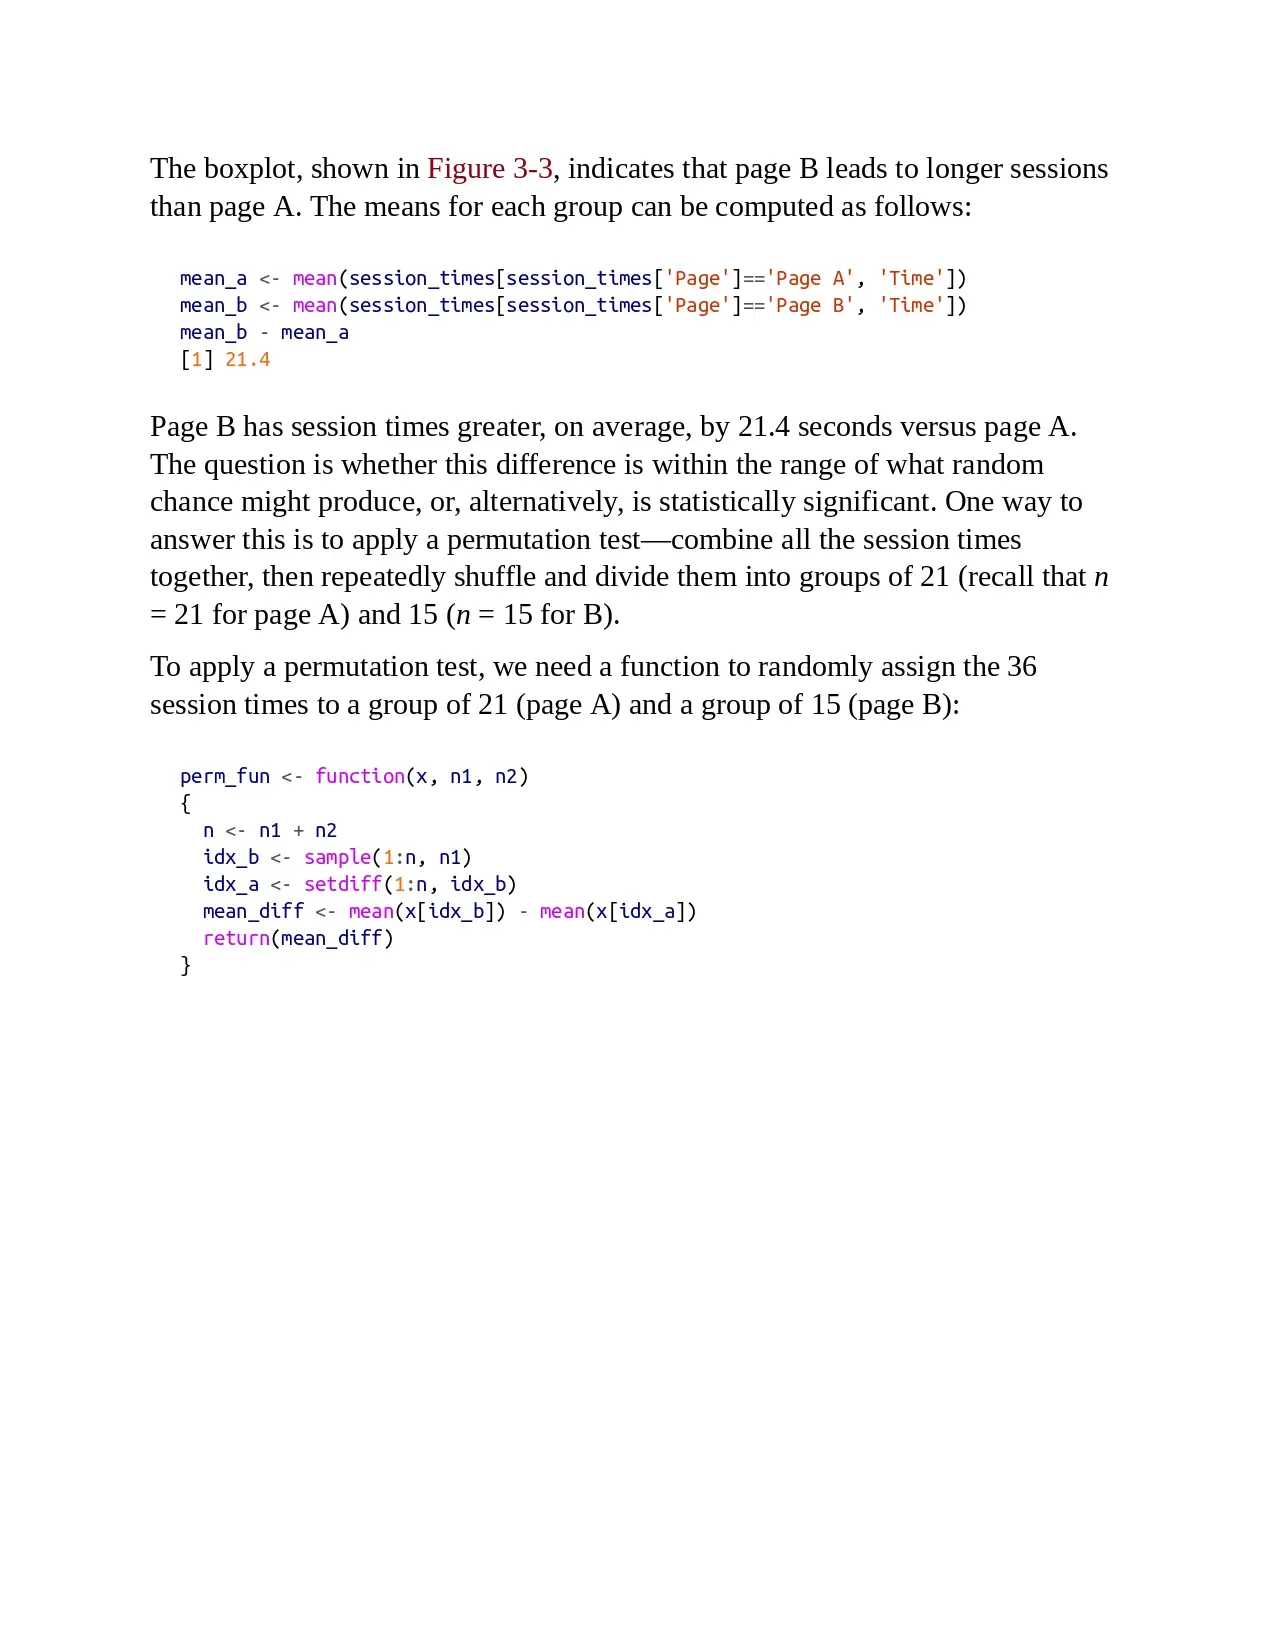 The boxplot, shown in Figure 3-3, indicates that page B leads to longer sessions
than page A. The means for each group can be computed as follows:
mean_a <- mean(session_times[session_times['Page']=='Page A', 'Time'])
mean_b <- mean(session_times[session_times['Page']=='Page B', 'Time'])
mean_b - mean_a
[1] 21.4
Page B has session times greater, on average, by 21.4 seconds versus page A.
The question is whether this difference is within the range of what random
chance might produce, or, alternatively, is statistically significant. One way to
answer this is to apply a permutation test—combine all the session times
together, then repeatedly shuffle and divide them into groups of 21 (recall that n
= 21 for page A) and 15 (n = 15 for B).
To apply a permutation test, we need a function to randomly assign the 36
session times to a group of 21 (page A) and a group of 15 (page B):
perm_fun <- function(x, n1, n2)
{
  n <- n1 + n2
  idx_b <- sample(1:n, n1)
  idx_a <- setdiff(1:n, idx_b)
  mean_diff <- mean(x[idx_b]) - mean(x[idx_a])
  return(mean_diff)
}